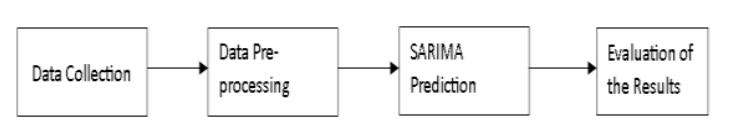 Data Collection
Data Pre-
processing
SARIMA
Prediction
Evaluation of
the Results